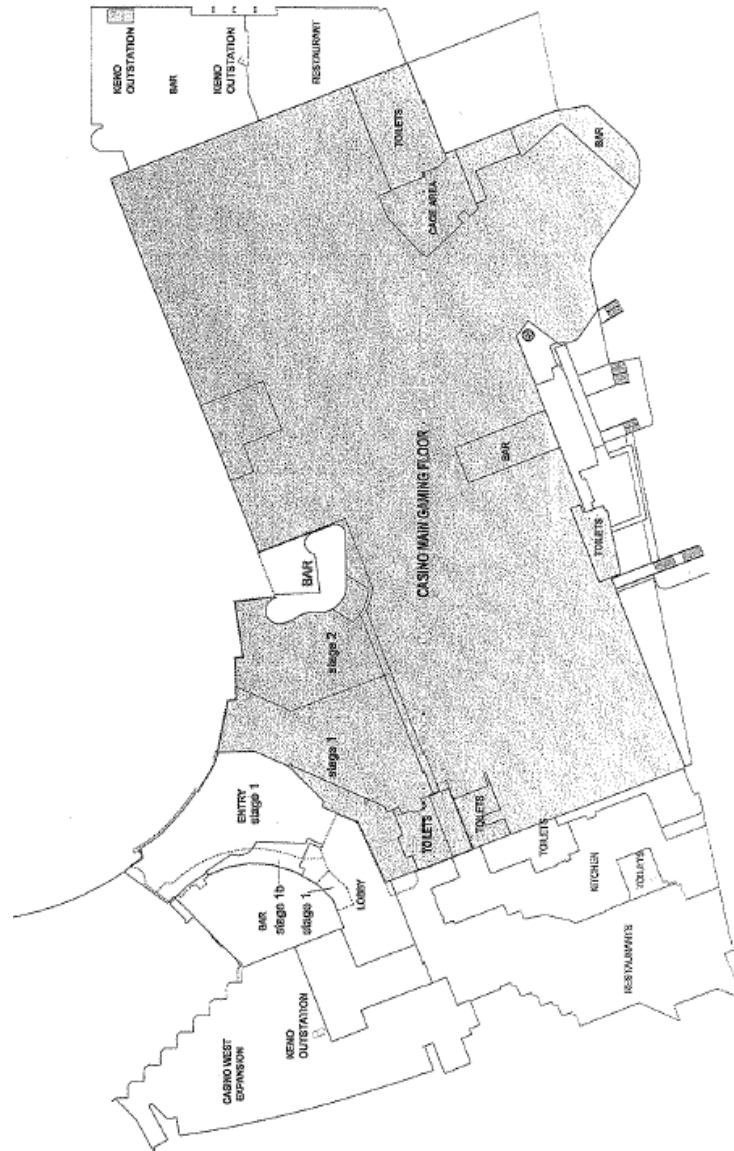 KENO
OUTSTATION
BAR
KENO
OUTSTATION
RESTAURANT
TOILETS
CAGE AREA
BAR
BAR
CASINO MAIN GAMING FLOOR
TOILETS
BAR
stage 2
stage 1
ENTRY
stage 1
TOILETS
TOILETS
TOILETS
KITCHEN
TOILETS
RESTAURANTS
BAR
stage 1b
stage 1
LOBBY
KENO
OUTSTATION
CASINO WEST
EXPANSION